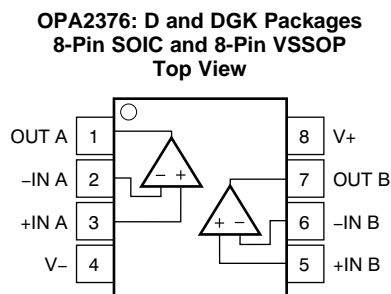 OPA2376: D and DGK Packages
8-Pin SOIC and 8-Pin VSSOP
Top View
OUT A 1 8 V+
–IN A 2 – + 7 OUT B
+IN A 3 + – 6 –IN B
V– 4 5 +IN B